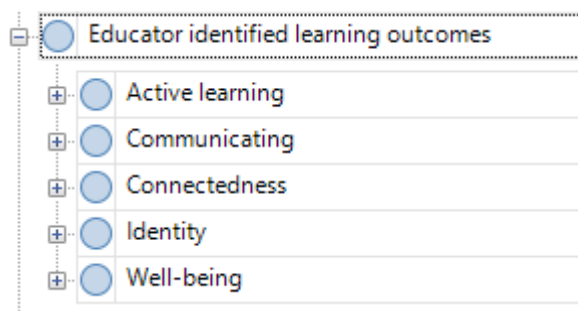 Educator identified learning outcomes
Active learning
Communicating
Connectedness
Identity
Well-being